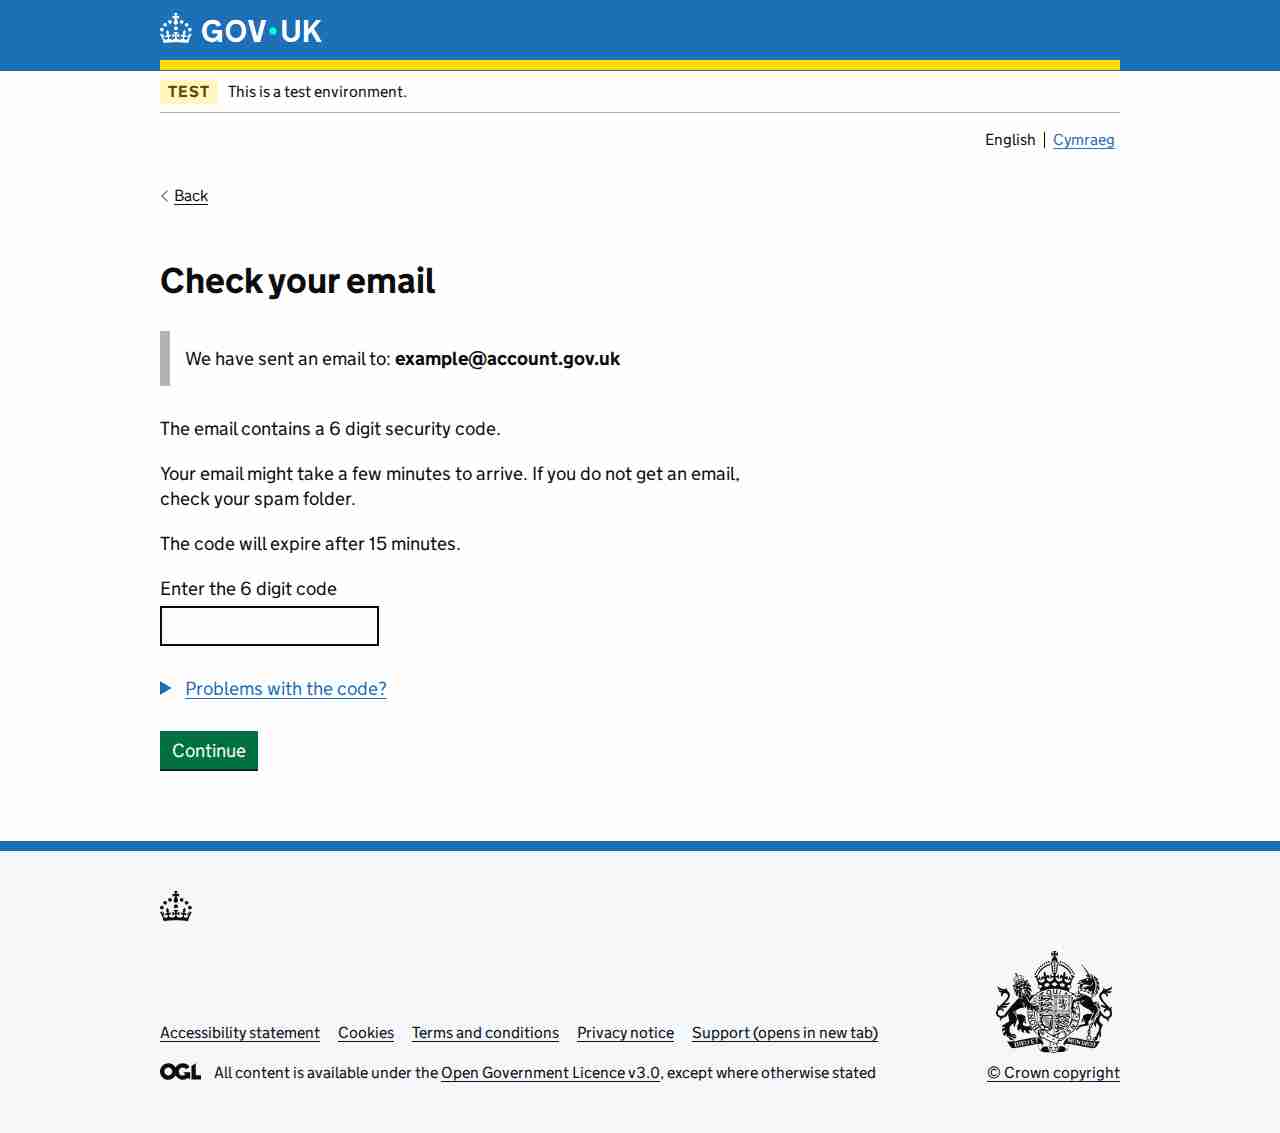 GOV·UK
TEST This is a test environment.
English Cymraeg
Back
Check your email
We have sent an email to: example@account.gov.uk
The email contains a 6 digit security code.
Your email might take a few minutes to arrive. If you do not get an email,
check your spam folder.
The code will expire after 15 minutes.
Enter the 6 digit code
Problems with the code?
Continue
Accessibility statement Cookies Terms and conditions Privacy notice Support (opens in new tab)
OGL All content is available under the Open Government Licence v3.0, except where otherwise stated
© Crown copyright